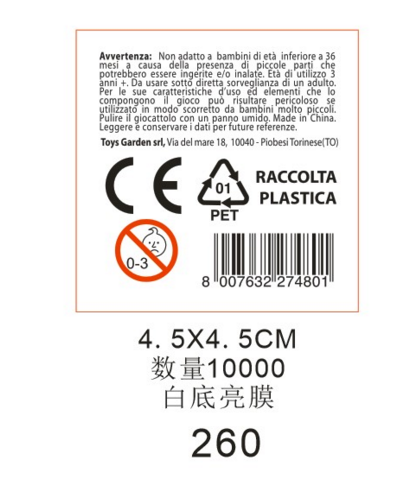 Avvertenza: Non adatto a bambini di età inferiore a 36
mesi a causa della presenza di piccole parti che
potrebbero essere ingerite e/o inalate. Età di utilizzo 3
anni +. Da usare sotto diretta sorveglianza di un adulto.
Per le sue caratteristiche d'uso ed elementi che lo
compongono il gioco può risultare pericoloso se
utilizzato in modo scorretto da bambini molto piccoli.
Pulire il giocattolo con un panno umido. Made in China.
Leggere e conservare i dati per future referenze.
Toys Garden srl, Via del mare 18, 10040 - Piobesi Torinese(TO)
CE
01
PET
RACCOLTA
PLASTICA
0-3
8 007632 274801
4. 5X4. 5CM
数量10000
白底亮膜
260